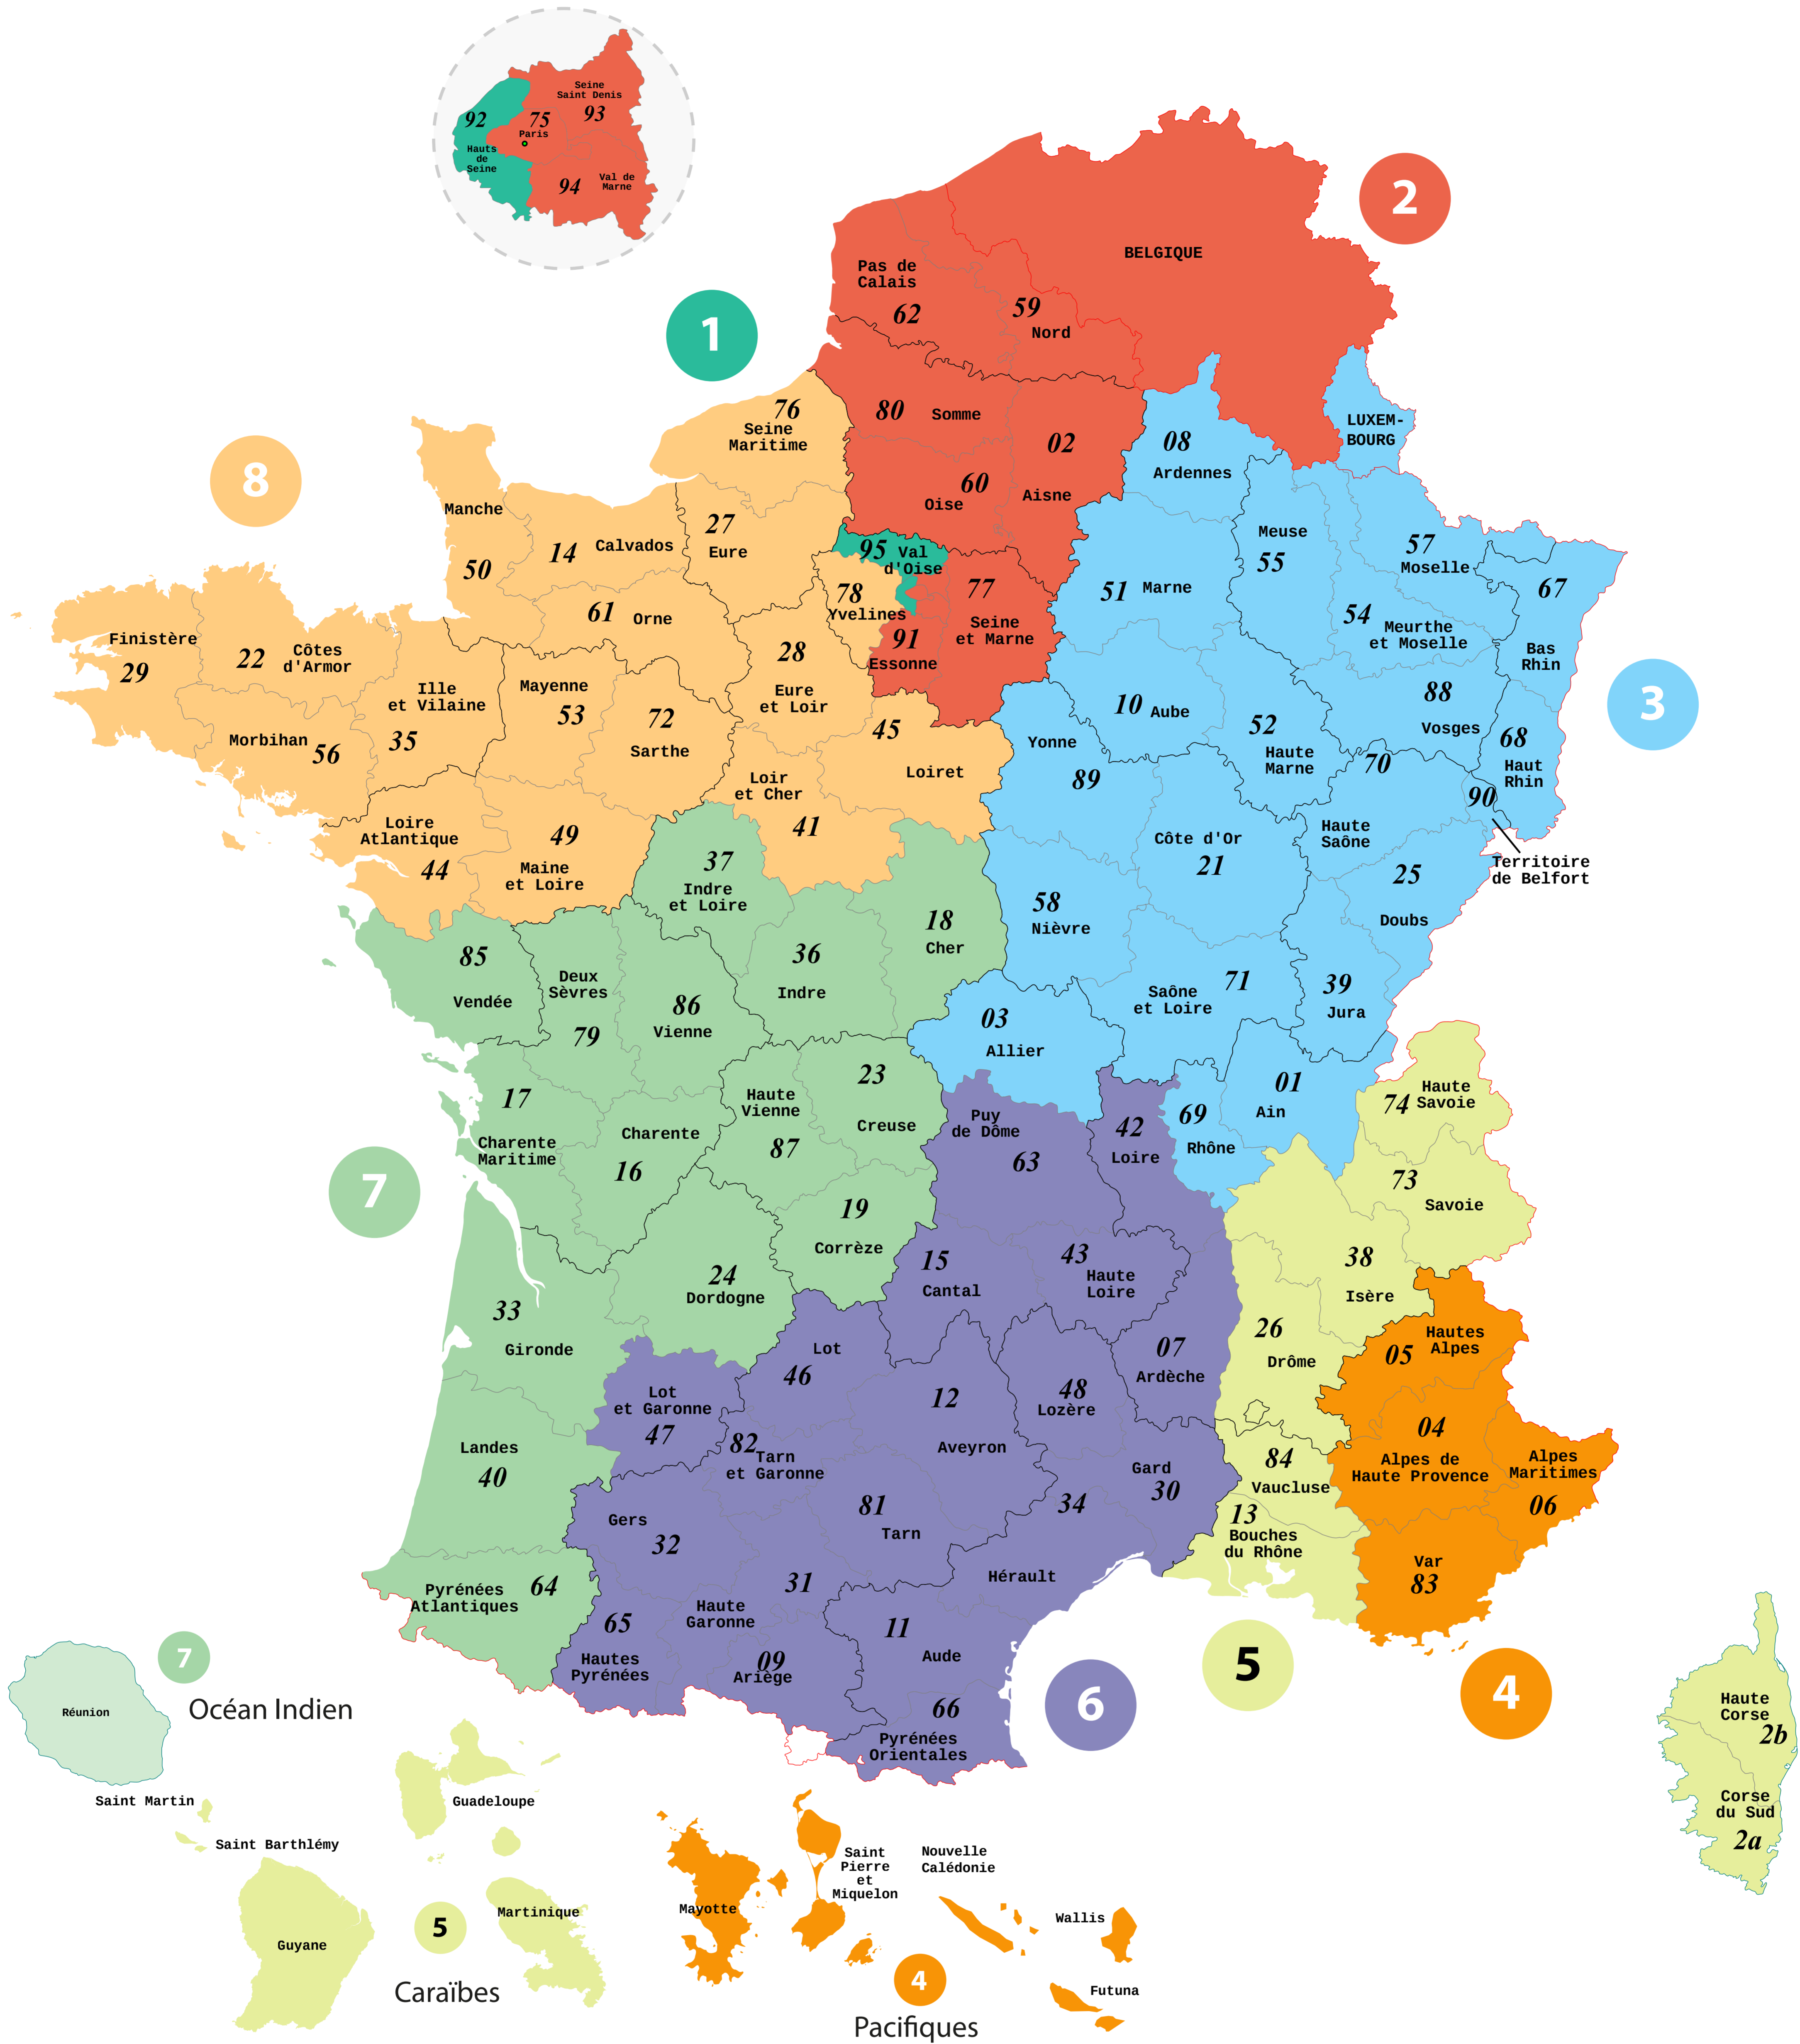 Seine
Saint Denis
93
92
75
Paris
Hauts
de
Seine
94
Val de
Marne
2
BELGIQUE
1
Pas de
Calais
62
59
Nord
LUXEM-
BOURG
76
Seine
Maritime
80
Somme
02
Aisne
08
Ardennes
8
60
Oise
Manche
50
14
Calvados
27
Eure
95
Val
d'Oise
Meuse
55
57
Moselle
67
Bas
Rhin
78
Yvelines
77
Seine
et Marne
51
Marne
54
Meurthe
et Moselle
61
Orne
91
Essonne
Finistère
29
22
Côtes
d'Armor
28
Eure
et Loir
Ille
et Vilaine
35
Mayenne
53
72
Sarthe
45
Loiret
10
Aube
52
Haute
Marne
88
Vosges
3
68
Haut
Rhin
Morbihan
56
Yonne
89
70
Haute
Saône
90
Territoire
de Belfort
Loir
et Cher
41
Loire
Atlantique
44
49
Maine
et Loire
37
Indre
et Loire
Côte d'Or
21
25
Doubs
18
Cher
58
Nièvre
85
Vendée
Deux
Sèvres
79
86
Vienne
36
Indre
Saône
et Loire
71
39
Jura
03
Allier
17
Charente
Maritime
Charente
16
Haute
Vienne
87
23
Creuse
Puy
de Dôme
63
42
Loire
69
Rhône
01
Ain
74
Haute
Savoie
7
73
Savoie
19
Corrèze
24
Dordogne
15
Cantal
43
Haute
Loire
38
Isère
33
Gironde
26
Drôme
07
Ardèche
05
Hautes
Alpes
Lot
46
Lot
et Garonne
47
12
Aveyron
48
Lozère
Landes
40
82
Tarn
et Garonne
84
Vaucluse
04
Alpes de
Haute Provence
Alpes
Maritimes
06
Gard
30
34
Hérault
81
Tarn
Gers
32
13
Bouches
du Rhône
Var
83
Pyrénées
Atlantiques
64
31
Haute
Garonne
65
Hautes
Pyrénées
09
Ariège
11
Aude
66
Pyrénées
Orientales
6
5
4
Haute
Corse
2b
Corse
du Sud
2a
7
Océan Indien
Réunion
Saint Martin
Saint Barthlémy
Guadeloupe
Guyane
5
Martinique
Caraïbes
Mayotte
Saint
Pierre
et
Miquelon
Nouvelle
Calédonie
Wallis
Futuna
4
Pacifiques